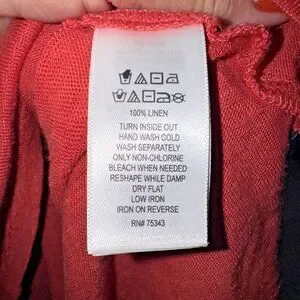 100% LINEN
TURN INSIDE OUT
HAND WASH COLD
WASH SEPARATELY
ONLY NON-CHLORINE
BLEACH WHEN NEEDED
RESHAPE WHILE DAMP
DRY FLAT
LOW IRON
IRON ON REVERSE
RN# 75343